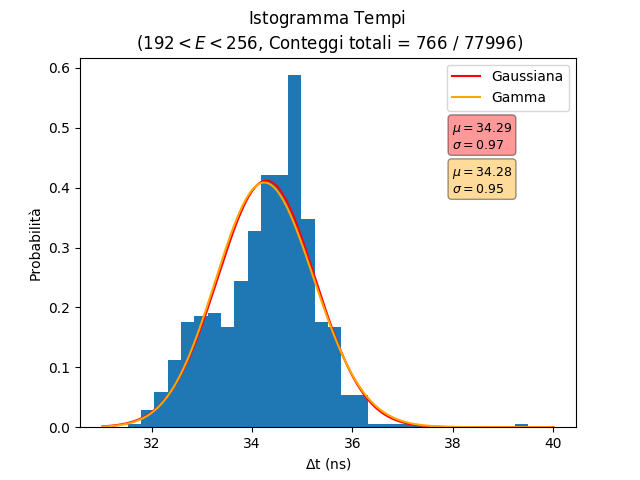 Istogramma Tempi
(192 < E < 256, Conteggi totali = 766 / 77996)
Gaussiana
Gamma
μ = 34.29
σ = 0.97
μ = 34.28
σ = 0.95
Probabilità
0.6
0.5
0.4
0.3
0.2
0.1
0.0
32 34 36 38 40
Δt (ns)